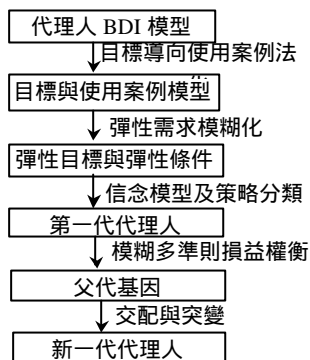 代理人 BDI 模型
目標導向使用案例法
目標與使用案例模型
彈性需求模糊化
彈性目標與彈性條件
信念模型及策略分類
第一代代理人
模糊多準則損益權衡
父代基因
交配與突變
新一代代理人